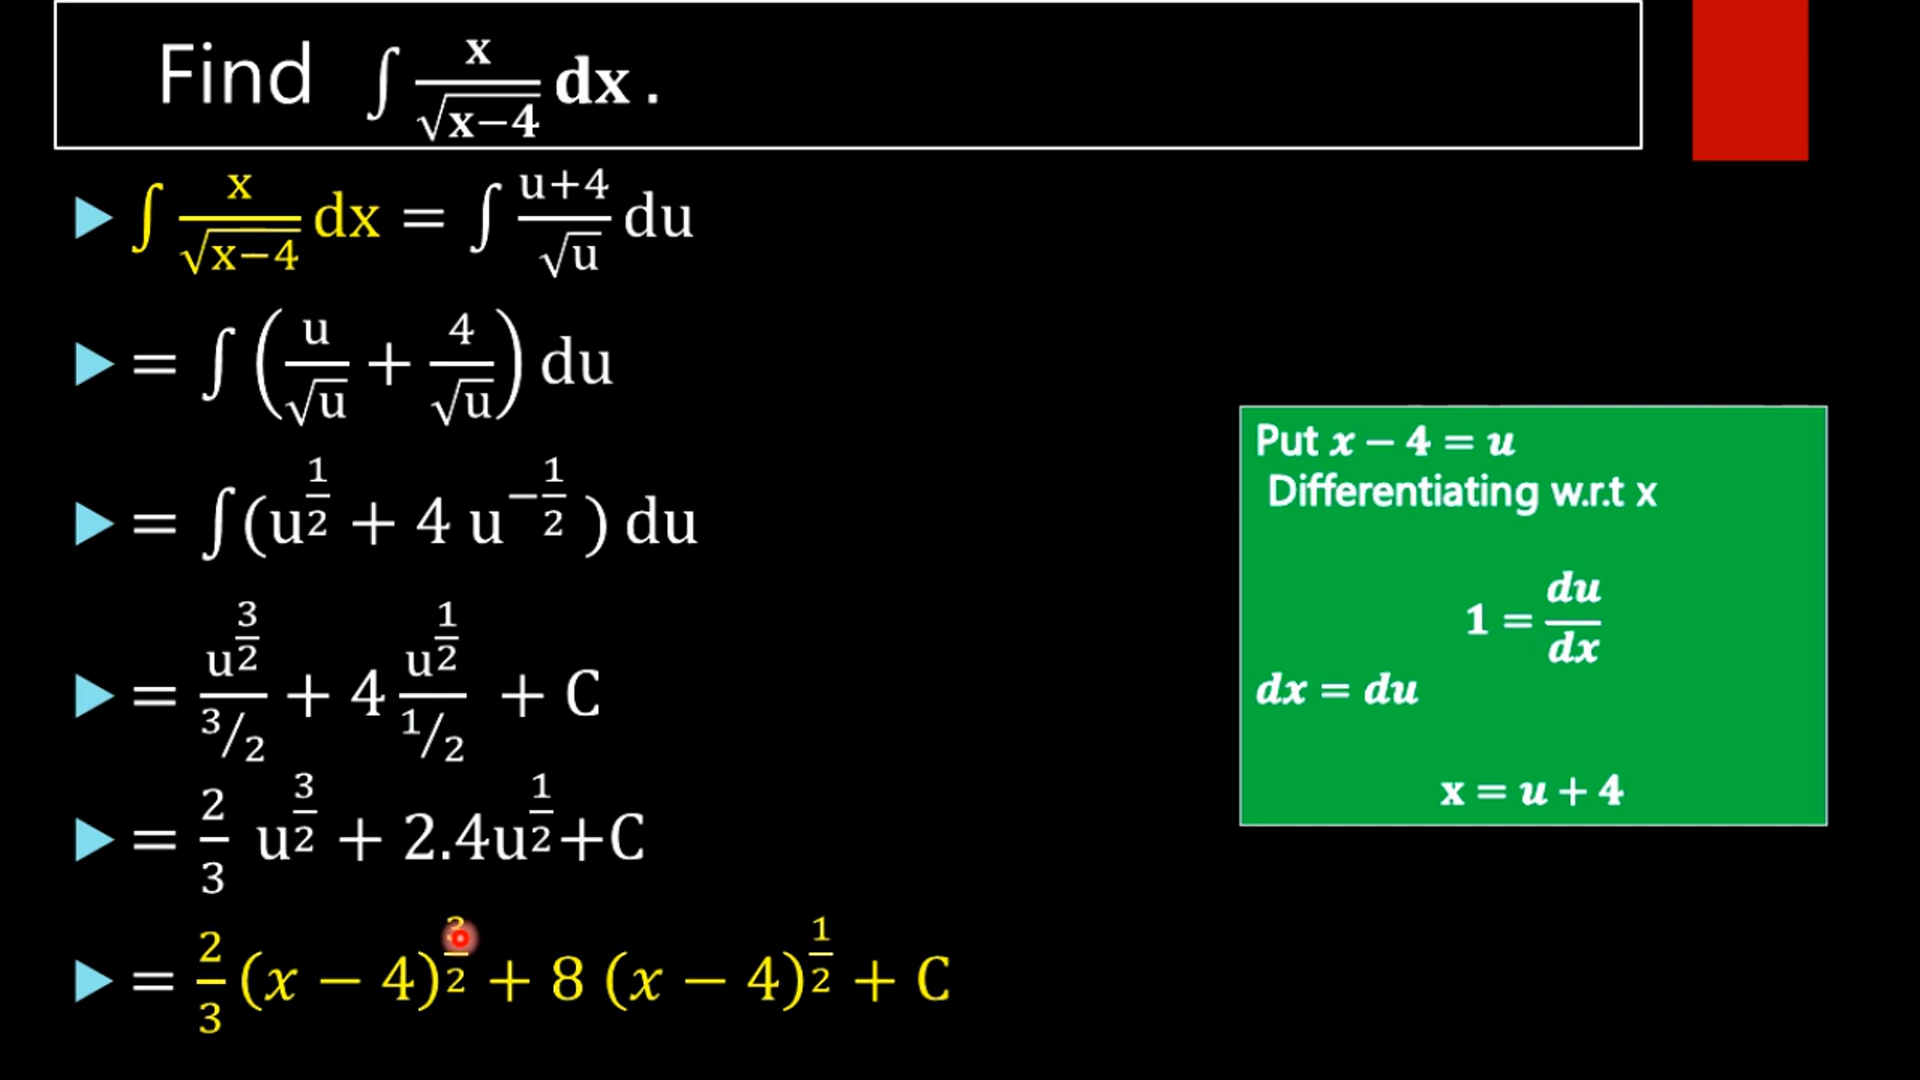 Find ∫ x/√(x−4) dx .
∫ x/√(x−4) dx = ∫ (u+4)/√u du
= ∫ (u/√u + 4/√u) du
= ∫(u^(1/2) + 4 u^(−1/2) ) du
= u^(3/2)/(3/2) + 4 u^(1/2)/(1/2) + C
= 2/3 u^(3/2) + 2.4u^(1/2)+C
= 2/3 (x − 4)^(3/2) + 8 (x − 4)^(1/2) + C
Put x − 4 = u
Differentiating w.r.t x
1 = du/dx
dx = du
x = u + 4